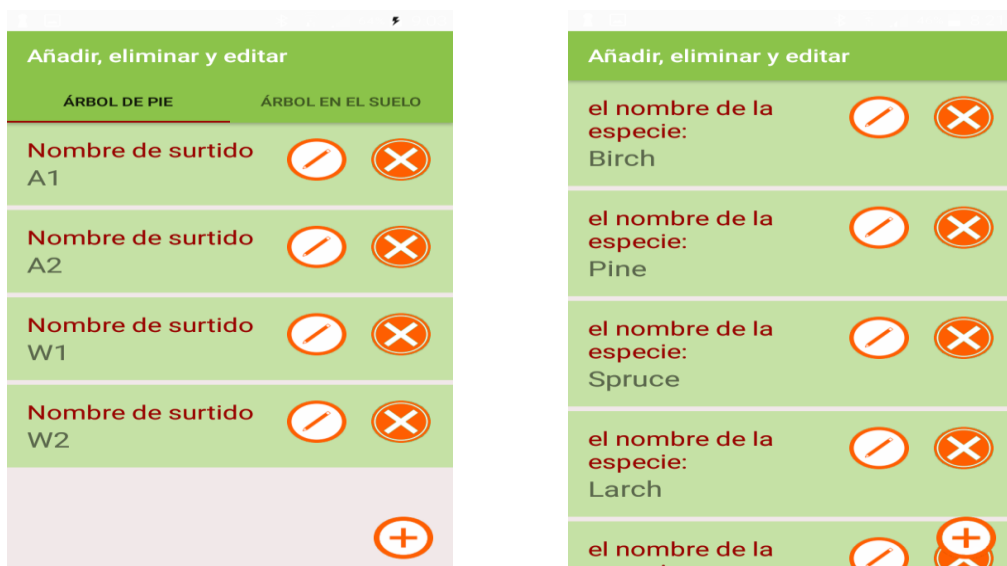 Añadir, eliminar y editar
ÁRBOL DE PIE
ÁRBOL EN EL SUELO
Nombre de surtido
A1
Nombre de surtido
A2
Nombre de surtido
W1
Nombre de surtido
W2
Añadir, eliminar y editar
el nombre de la
especie:
Birch
el nombre de la
especie:
Pine
el nombre de la
especie:
Spruce
el nombre de la
especie:
Larch
el nombre de la